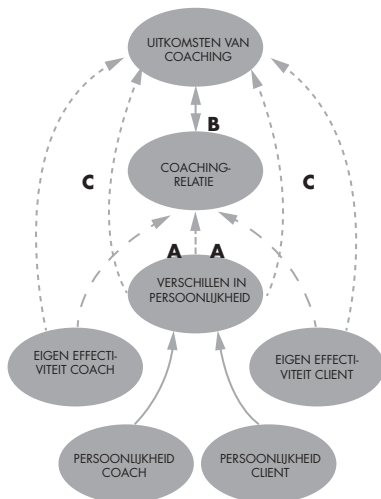 UITKOMSTEN VAN
COACHING
B
COACHING-
RELATIE
C
C
A
A
VERSCHILLEN IN
PERSOONLIJKHEID
EIGEN EFFECTI-
VITEIT COACH
EIGEN EFFECTI-
VITEIT CLIENT
PERSOONLIJKHEID
COACH
PERSOONLIJKHEID
CLIENT